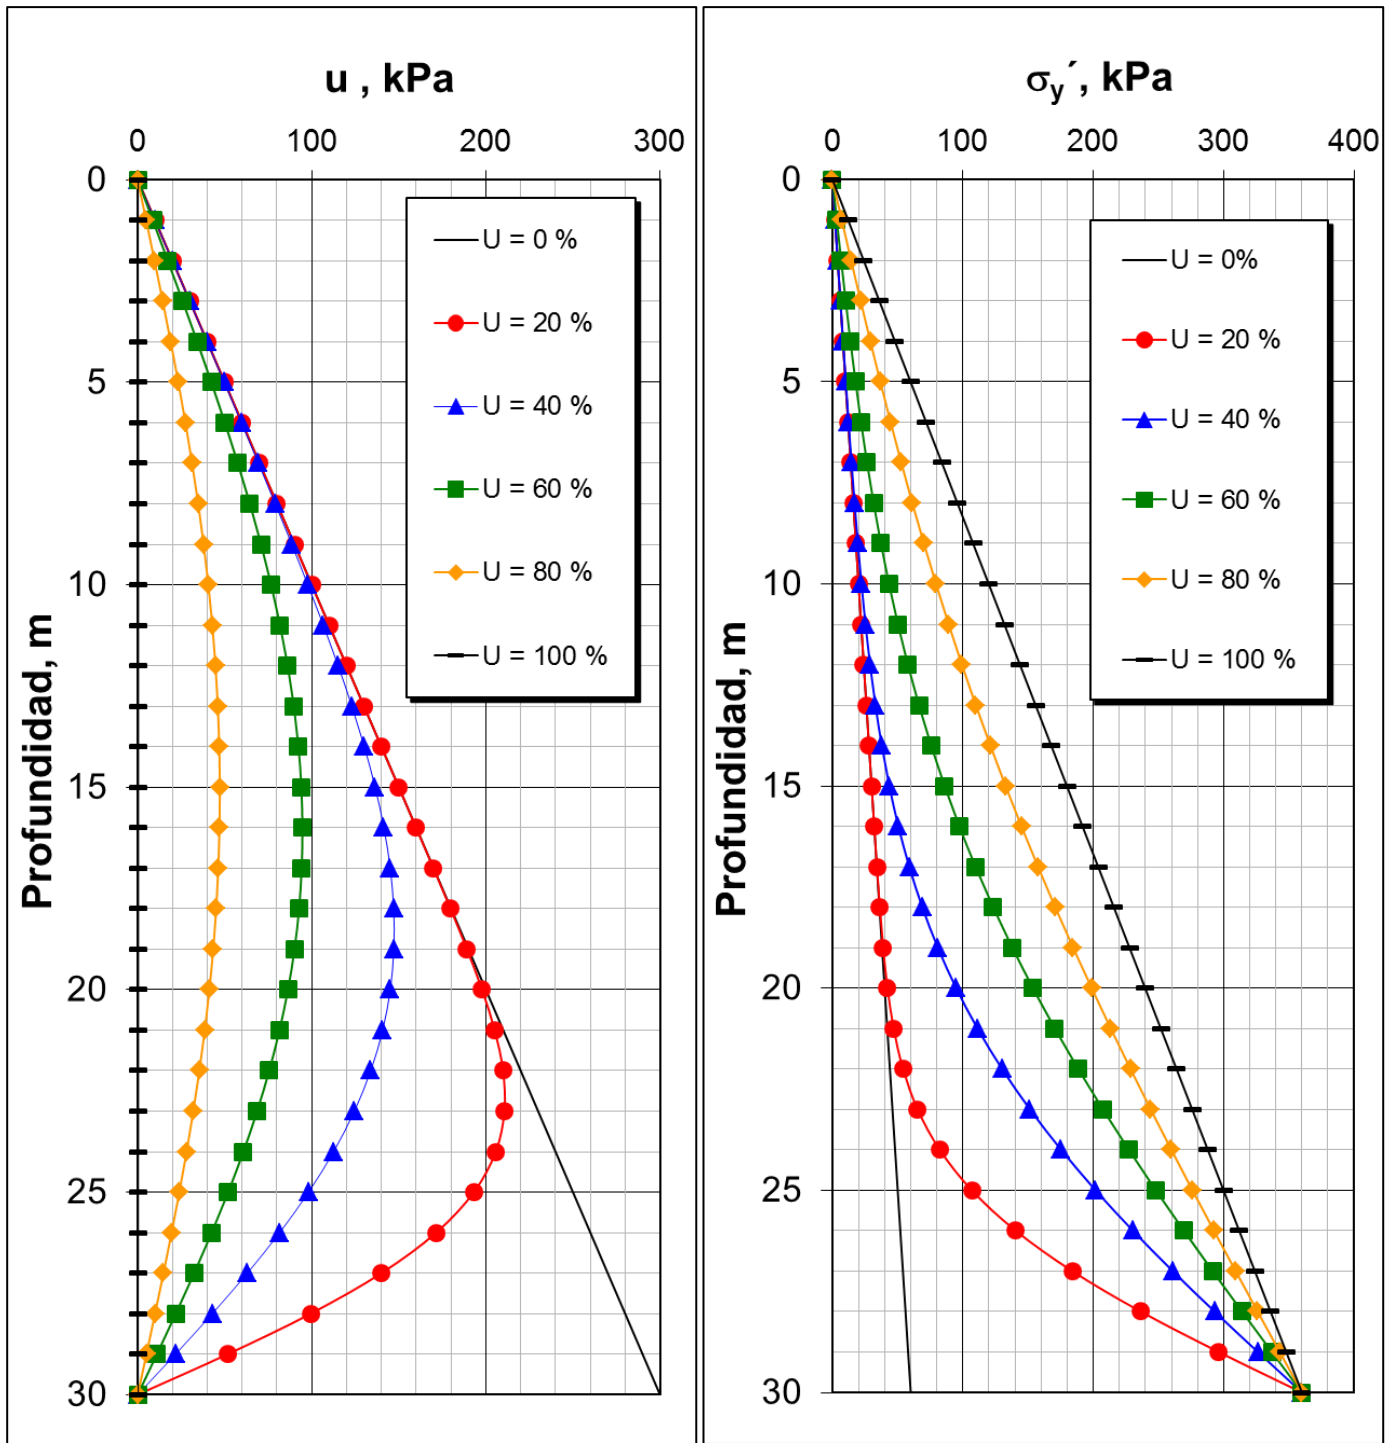 u , kPa
0 100 200 300
0
5
10
15
20
25
30
Profundidad, m
U = 0 %
U = 20 %
U = 40 %
U = 60 %
U = 80 %
U = 100 %
σy´, kPa
0 100 200 300 400
0
5
10
15
20
25
30
Profundidad, m
U = 0%
U = 20 %
U = 40 %
U = 60 %
U = 80 %
U = 100 %